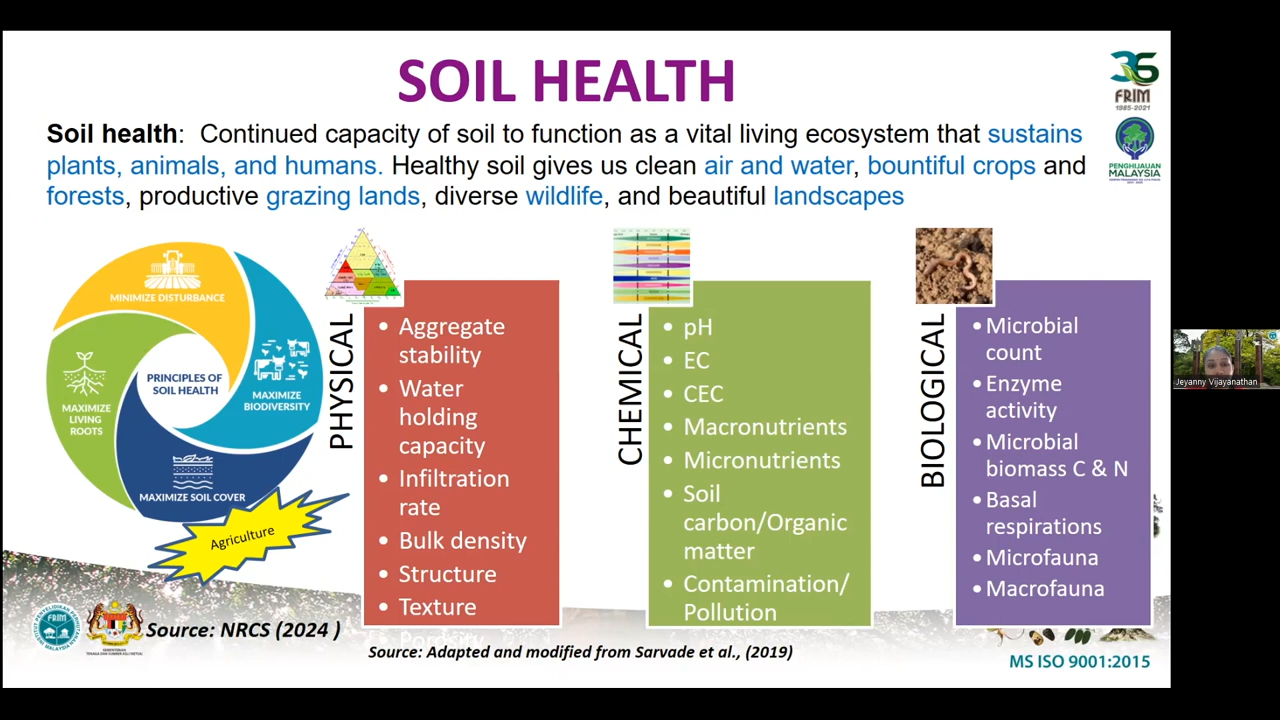 SOIL HEALTH
36
FRIM
1985-2021
PENGHIJAUAN
MALAYSIA
Soil health: Continued capacity of soil to function as a vital living ecosystem that sustains
plants, animals, and humans. Healthy soil gives us clean air and water, bountiful crops and
forests, productive grazing lands, diverse wildlife, and beautiful landscapes
MINIMIZE DISTURBANCE
MAXIMIZE
BIODIVERSITY
MAXIMIZE SOIL COVER
MAXIMIZE
LIVING
ROOTS
PRINCIPLES OF
SOIL HEALTH
Agriculture
PHYSICAL
• Aggregate
stability
• Water
holding
capacity
• Infiltration
rate
• Bulk density
• Structure
• Texture
Porosity
CHEMICAL
• pH
• EC
• CEC
• Macronutrients
• Micronutrients
• Soil
carbon/Organic
matter
• Contamination/
Pollution
BIOLOGICAL
• Microbial
count
• Enzyme
activity
• Microbial
biomass C & N
• Basal
respirations
• Microfauna
• Macrofauna
Jeyanny Vijayanathan
FRIM
Source: NRCS (2024 )
Source: Adapted and modified from Sarvade et al., (2019)
MS ISO 9001:2015